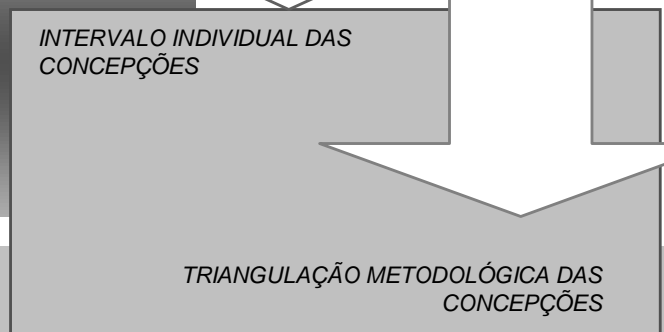 INTERVALO INDIVIDUAL DAS
CONCEPÇÕES
TRIANGULAÇÃO METODOLÓGICA DAS
CONCEPÇÕES